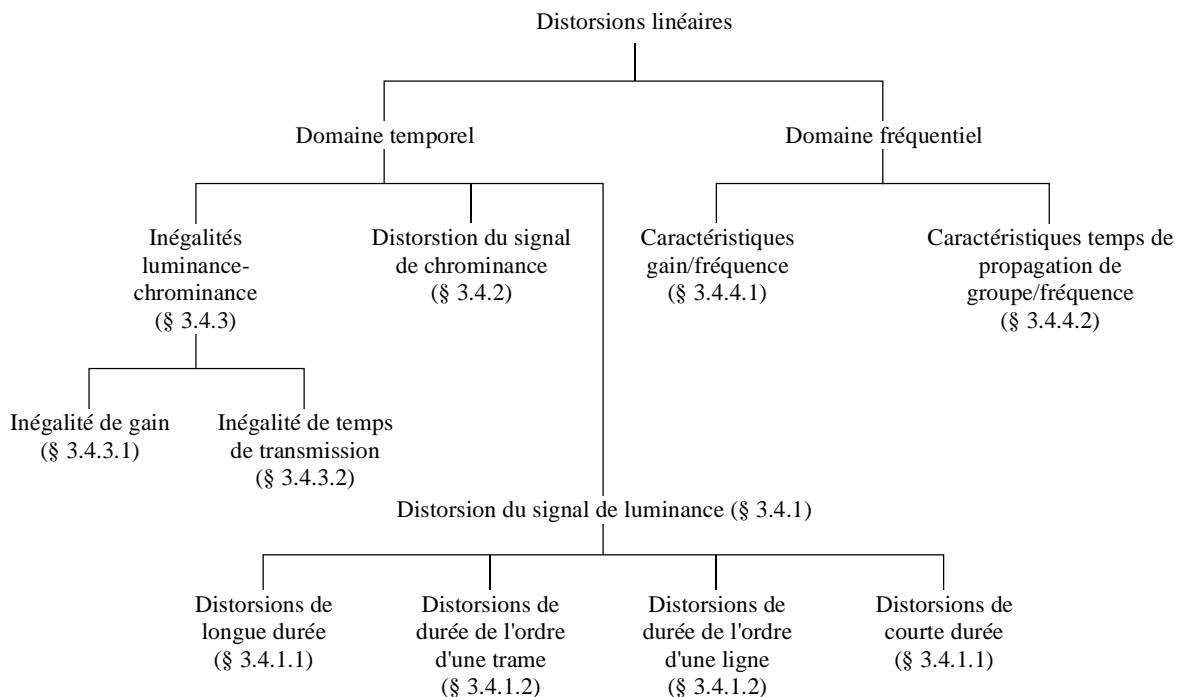 Distorsions linéaires
Domaine temporel
Domaine fréquentiel
Inégalités
luminance-
chrominance
(§ 3.4.3)
Distorstion du signal
de chrominance
(§ 3.4.2)
Caractéristiques
gain/fréquence
(§ 3.4.4.1)
Caractéristiques temps de
propagation de
groupe/fréquence
(§ 3.4.4.2)
Inégalité de gain
(§ 3.4.3.1)
Inégalité de temps
de transmission
(§ 3.4.3.2)
Distorsion du signal de luminance (§ 3.4.1)
Distorsions de
longue durée
(§ 3.4.1.1)
Distorsions de
durée de l'ordre
d'une trame
(§ 3.4.1.2)
Distorsions de
durée de l'ordre
d'une ligne
(§ 3.4.1.2)
Distorsions de
courte durée
(§ 3.4.1.1)